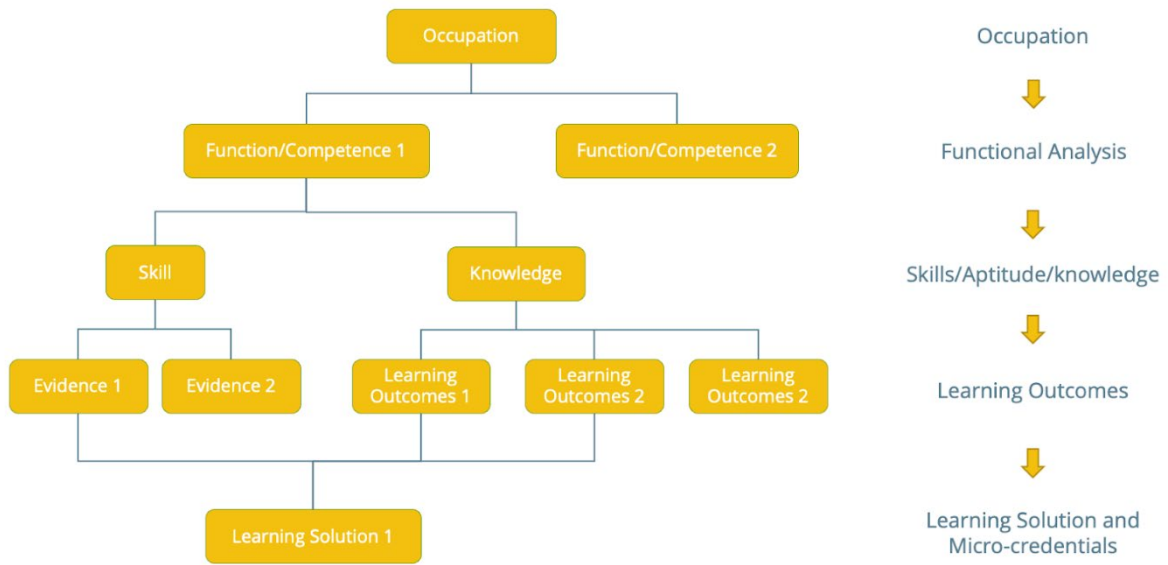 Occupation
Occupation
Function/Competence 1
Function/Competence 2
Functional Analysis
Skill
Knowledge
Skills/Aptitude/knowledge
Evidence 1
Evidence 2
Learning
Outcomes 1
Learning
Outcomes 2
Learning
Outcomes 2
Learning Outcomes
Learning Solution 1
Learning Solution and
Micro-credentials